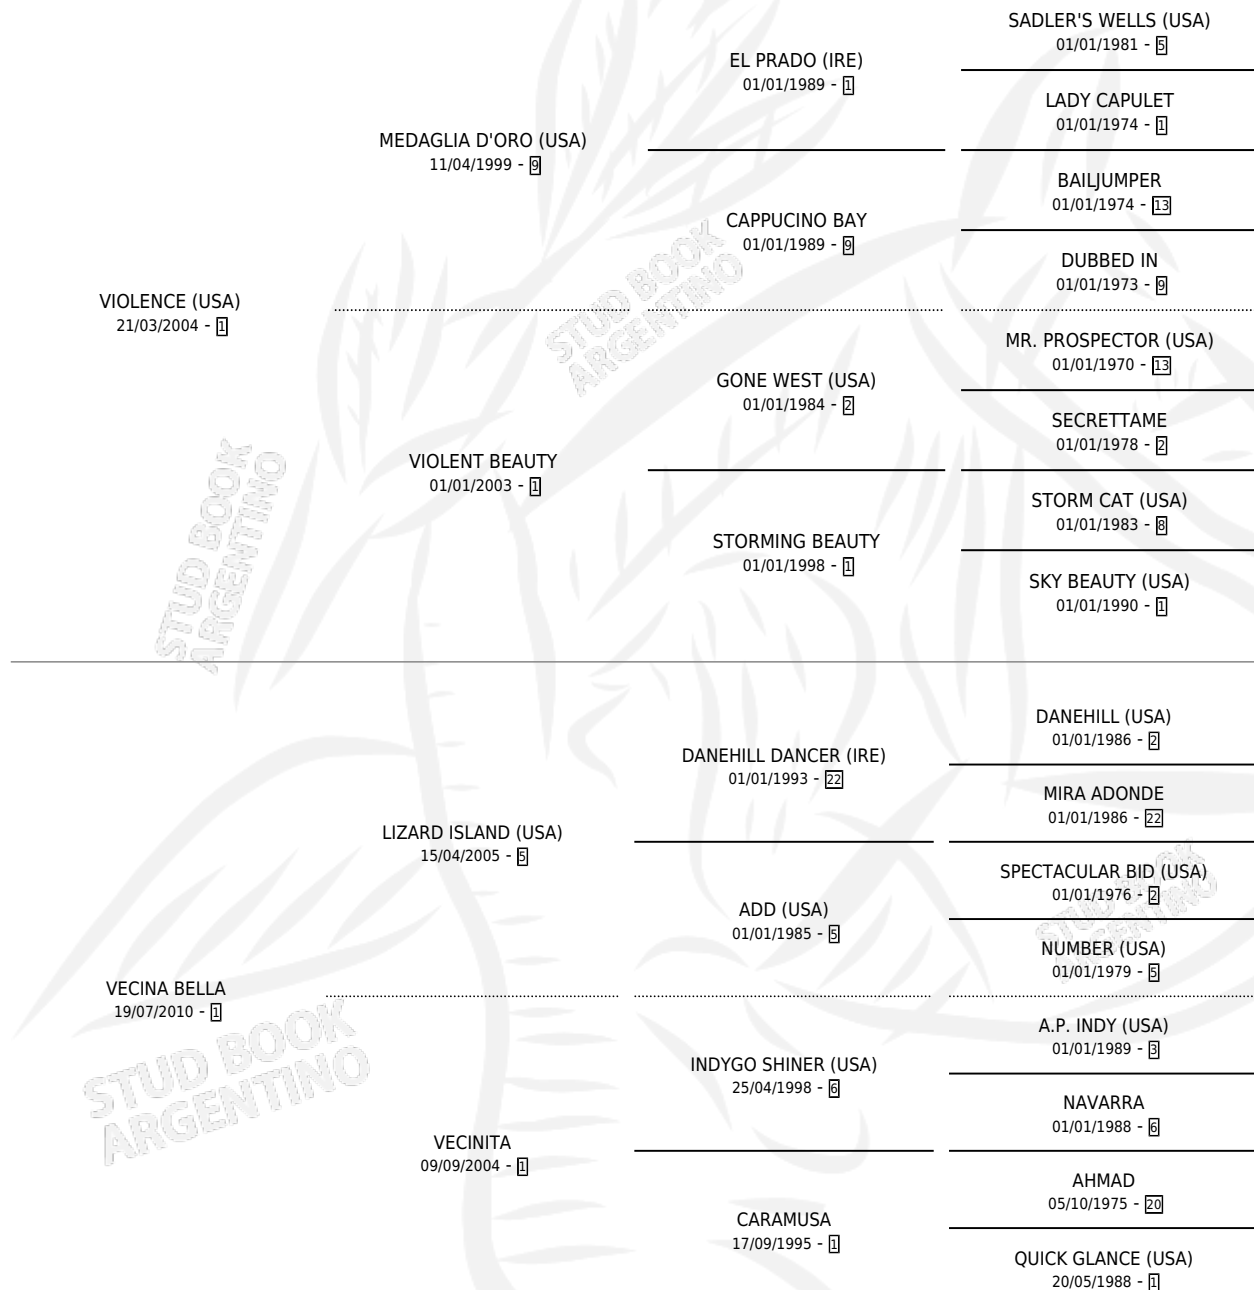 SADLER'S WELLS (USA)
01/01/1981 - 5
EL PRADO (IRE)
01/01/1989 - 1
LADY CAPULET
01/01/1974 - 1
MEDAGLIA D'ORO (USA)
11/04/1999 - 9
BAILJUMPER
01/01/1974 - 13
CAPPUCINO BAY
01/01/1989 - 9
DUBBED IN
01/01/1973 - 9
VIOLENCE (USA)
21/03/2004 - 1
MR. PROSPECTOR (USA)
01/01/1970 - 13
GONE WEST (USA)
01/01/1984 - 2
SECRETTAME
01/01/1978 - 2
VIOLENT BEAUTY
01/01/2003 - 1
STORM CAT (USA)
01/01/1983 - 8
STORMING BEAUTY
01/01/1998 - 1
SKY BEAUTY (USA)
01/01/1990 - 1
DANEHILL (USA)
01/01/1986 - 2
DANEHILL DANCER (IRE)
01/01/1993 - 22
MIRA ADONDE
01/01/1986 - 22
LIZARD ISLAND (USA)
15/04/2005 - 5
SPECTACULAR BID (USA)
01/01/1976 - 2
ADD (USA)
01/01/1985 - 5
NUMBER (USA)
01/01/1979 - 5
VECINA BELLA
19/07/2010 - 1
A.P. INDY (USA)
01/01/1989 - 3
INDYGO SHINER (USA)
25/04/1998 - 6
NAVARRA
01/01/1988 - 6
VECINITA
09/09/2004 - 1
AHMAD
05/10/1975 - 20
CARAMUSA
17/09/1995 - 1
QUICK GLANCE (USA)
20/05/1988 - 1
STUD BOOK
ARGENTINO
STUD BOOK
ARGENTINO
STUD BOOK
ARGENTINO
STUD BOOK
ARGENTINO